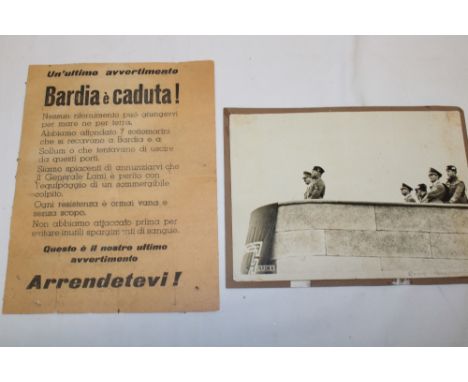 Un'ultimo avvertimento
Bardia è caduta!
Nessun rifornimento può giungervi
per mare ne per terra.
Abbiamo affondato 7 sottomarini
che si recavano a Bardia e a
Sollum o che tentavano di uscire
da questi porti.
Siamo spiacenti di annunziarvi che
il Generale Lami è perito con
l'equipaggio di un sommergibile
colpito.
Ogni resistenza è ormai vana e
senza scopo.
Non abbiamo attaccato prima per
evitare inutili spargimenti di sangue.
Questo è il nostro ultimo
avvertimento
Arrendetevi!